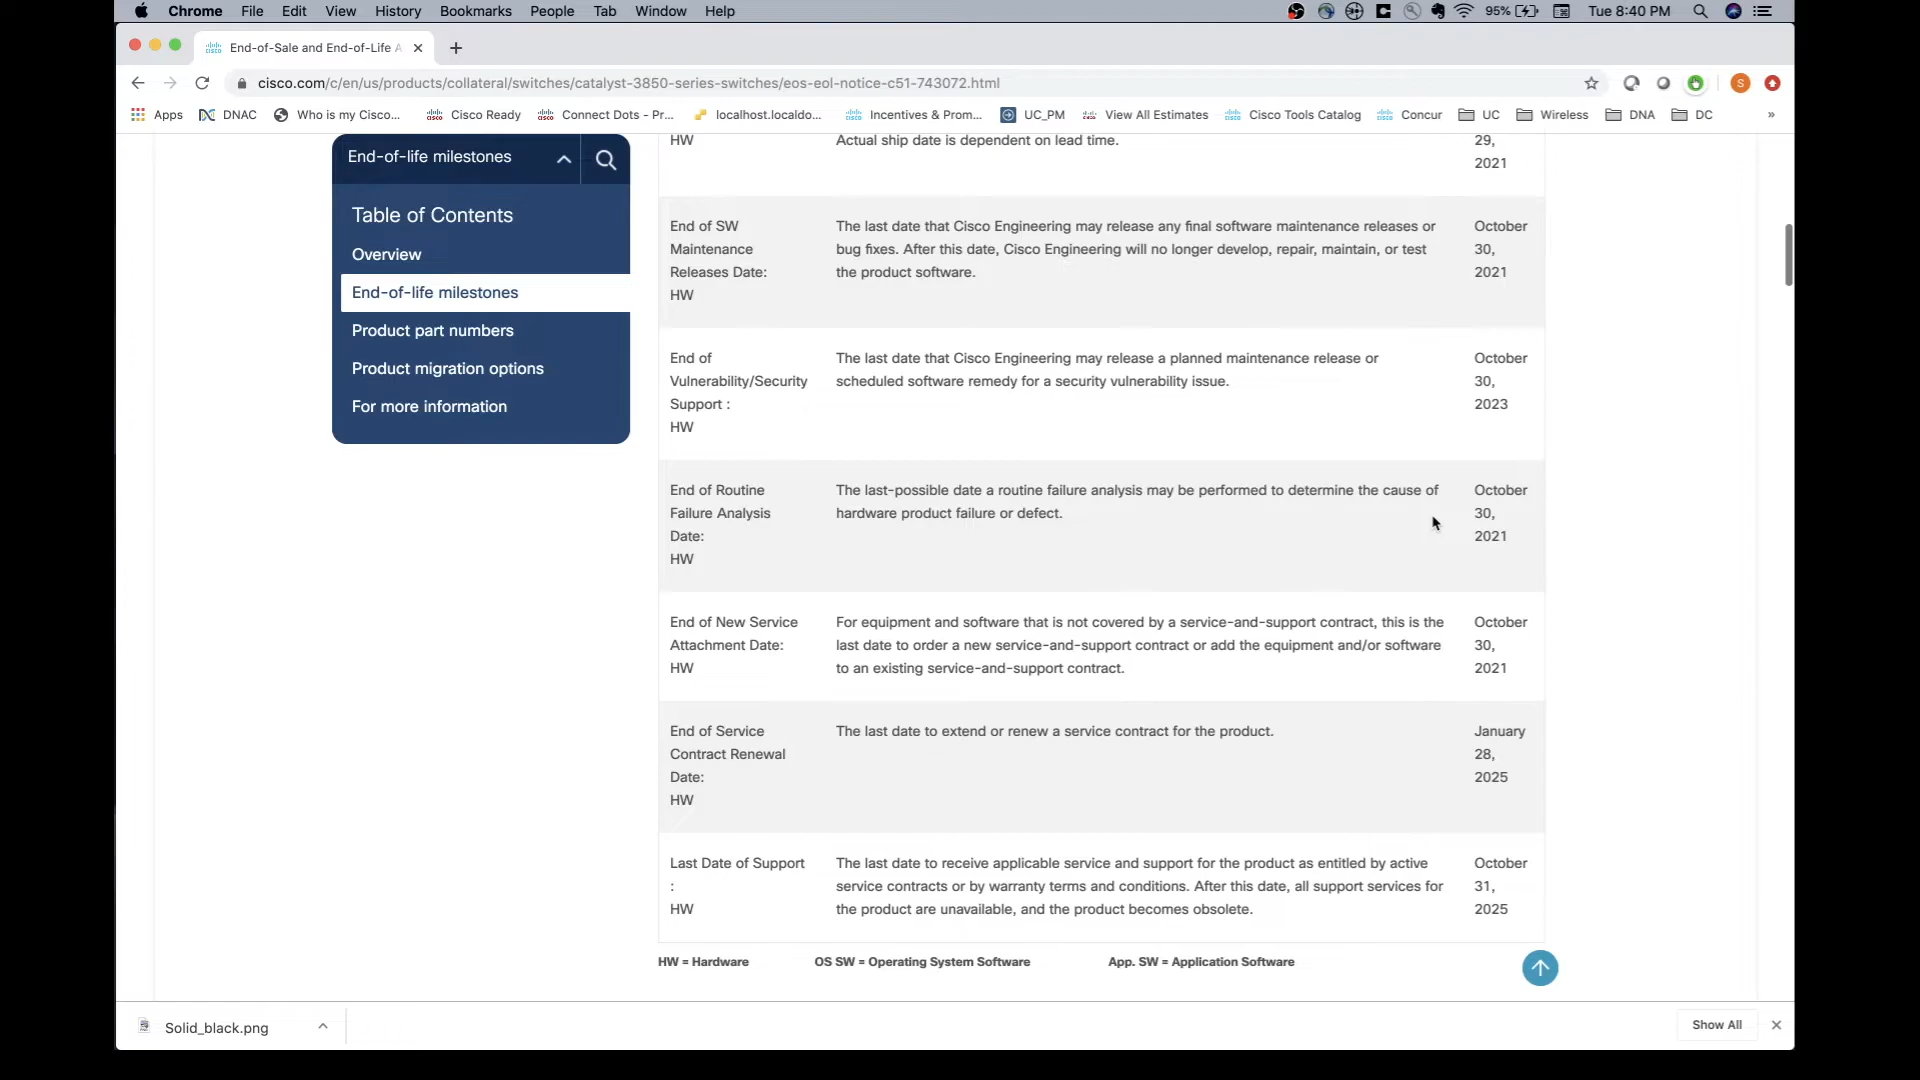 Chrome File Edit View History Bookmarks People Tab Window Help 95% Tue 8:40 PM
End-of-Sale and End-of-Life A
cisco.com/c/en/us/products/collateral/switches/catalyst-3850-series-switches/eos-eol-notice-c51-743072.html S
Apps DNAC Who is my Cisco... Cisco Ready Connect Dots - Pr... localhost.localdo... Incentives & Prom... UC_PM View All Estimates Cisco Tools Catalog Concur UC Wireless DNA DC »
End-of-life milestones
Table of Contents
Overview
End-of-life milestones
Product part numbers
Product migration options
For more information
HW Actual ship date is dependent on lead time. 29,
2021
End of SW The last date that Cisco Engineering may release any final software maintenance releases or October
Maintenance bug fixes. After this date, Cisco Engineering will no longer develop, repair, maintain, or test 30,
Releases Date: the product software. 2021
HW
End of The last date that Cisco Engineering may release a planned maintenance release or October
Vulnerability/Security scheduled software remedy for a security vulnerability issue. 30,
Support : 2023
HW
End of Routine The last-possible date a routine failure analysis may be performed to determine the cause of October
Failure Analysis hardware product failure or defect. 30,
Date: 2021
HW
End of New Service For equipment and software that is not covered by a service-and-support contract, this is the October
Attachment Date: last date to order a new service-and-support contract or add the equipment and/or software 30,
HW to an existing service-and-support contract. 2021
End of Service The last date to extend or renew a service contract for the product. January
Contract Renewal 28,
Date: 2025
HW
Last Date of Support The last date to receive applicable service and support for the product as entitled by active October
: service contracts or by warranty terms and conditions. After this date, all support services for 31,
HW the product are unavailable, and the product becomes obsolete. 2025
HW = Hardware OS SW = Operating System Software App. SW = Application Software
Solid_black.png Show All